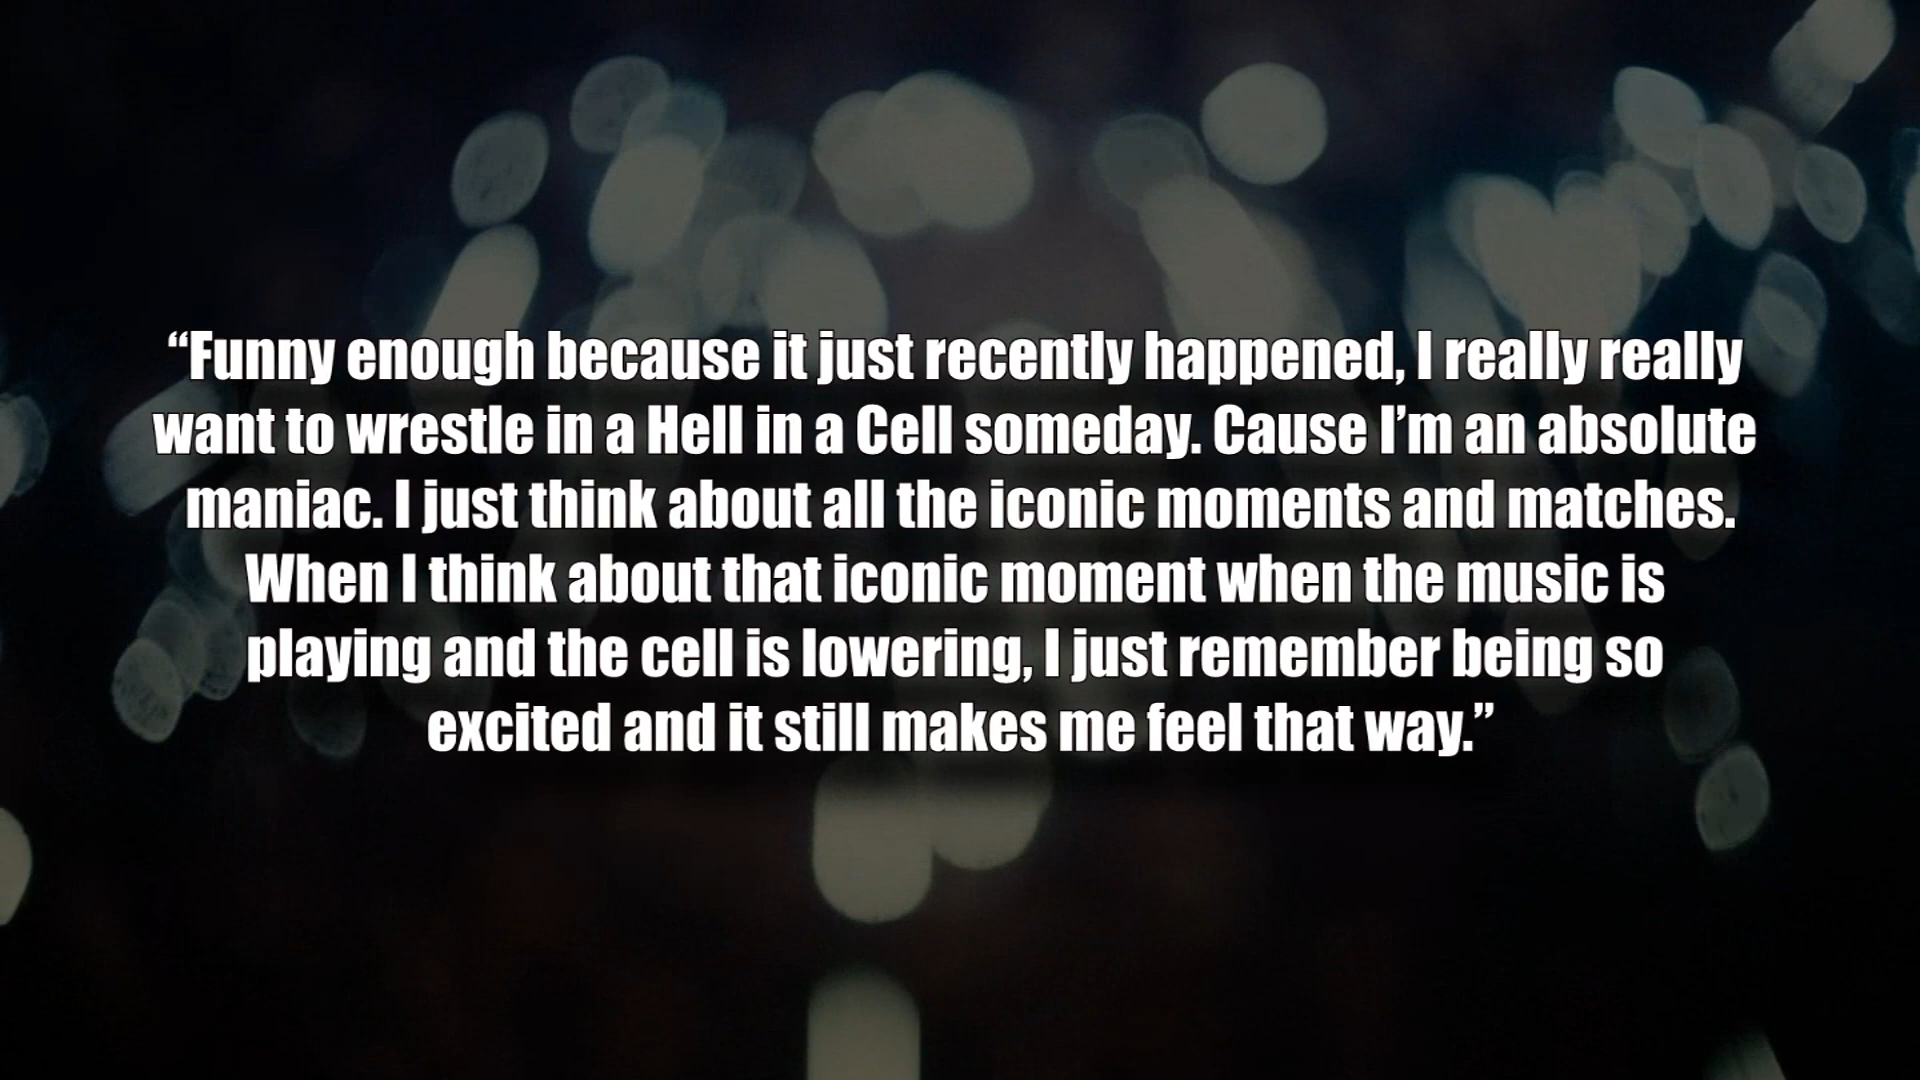 “Funny enough because it just recently happened, I really really
want to wrestle in a Hell in a Cell someday. Cause I’m an absolute
maniac. I just think about all the iconic moments and matches.
When I think about that iconic moment when the music is
playing and the cell is lowering, I just remember being so
excited and it still makes me feel that way.”